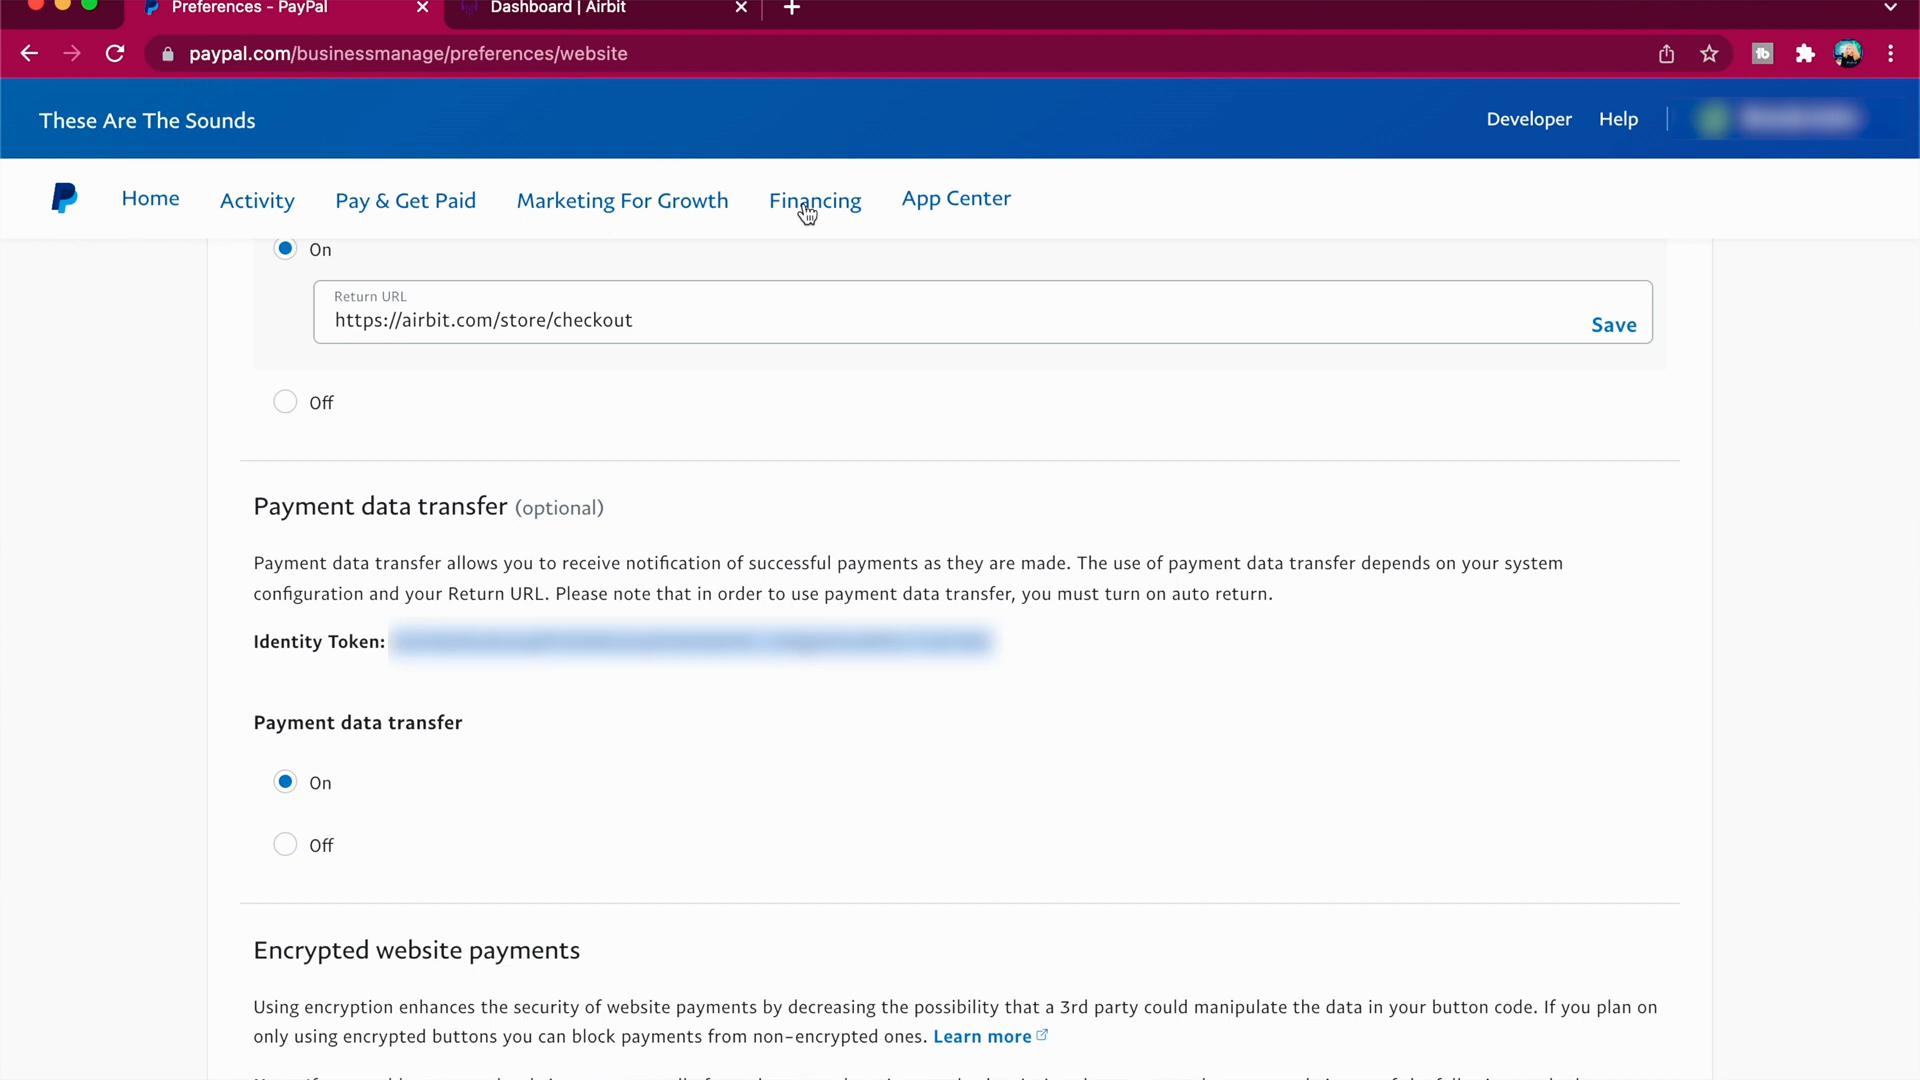 Preferences - PayPal
Dashboard | Airbit
paypal.com/businessmanage/preferences/website
These Are The Sounds
Developer Help
Home Activity Pay & Get Paid Marketing For Growth Financing App Center
On
Return URL
https://airbit.com/store/checkout
Save
Off
Payment data transfer (optional)
Payment data transfer allows you to receive notification of successful payments as they are made. The use of payment data transfer depends on your system
configuration and your Return URL. Please note that in order to use payment data transfer, you must turn on auto return.
Identity Token:
Payment data transfer
On
Off
Encrypted website payments
Using encryption enhances the security of website payments by decreasing the possibility that a 3rd party could manipulate the data in your button code. If you plan on
only using encrypted buttons you can block payments from non-encrypted ones. Learn more